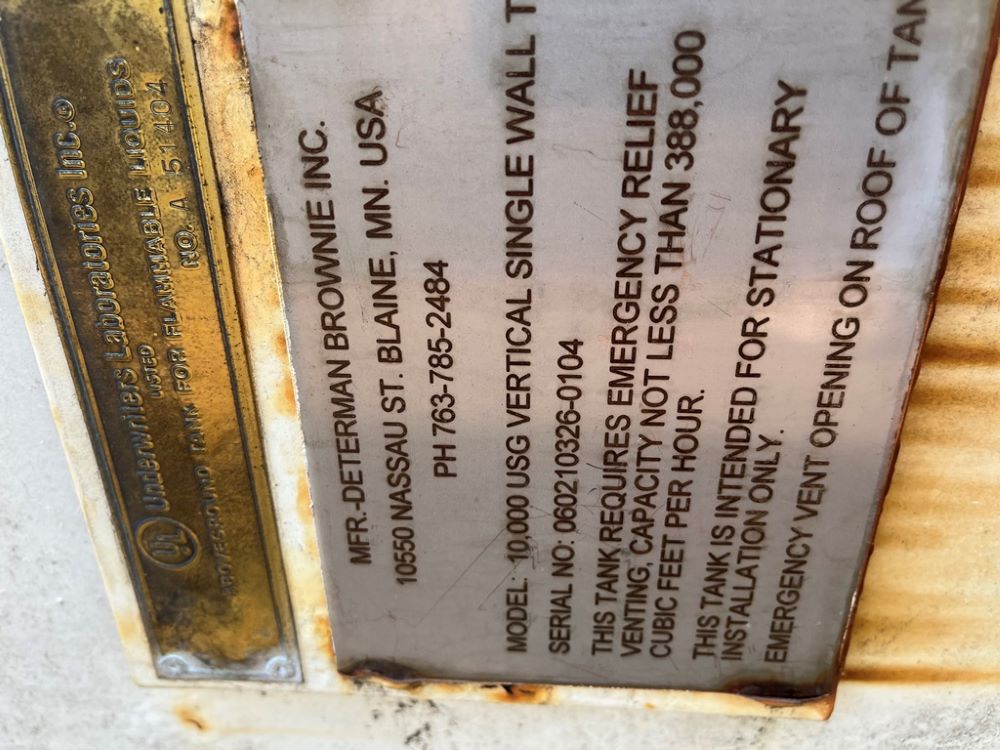 UL Underwriters Laboratories Inc.®
LISTED
ABOVEGROUND TANK FOR FLAMMABLE LIQUIDS
NO. A 51404
MFR.-DETERMAN BROWNIE INC.
10550 NASSAU ST. BLAINE, MN. USA
PH 763-785-2484
MODEL: 10,000 USG VERTICAL SINGLE WALL T
SERIAL NO: 060210326-0104
THIS TANK REQUIRES EMERGENCY RELIEF
VENTING, CAPACITY NOT LESS THAN 388,000
CUBIC FEET PER HOUR.
THIS TANK IS INTENDED FOR STATIONARY
INSTALLATION ONLY.
EMERGENCY VENT OPENING ON ROOF OF TAN